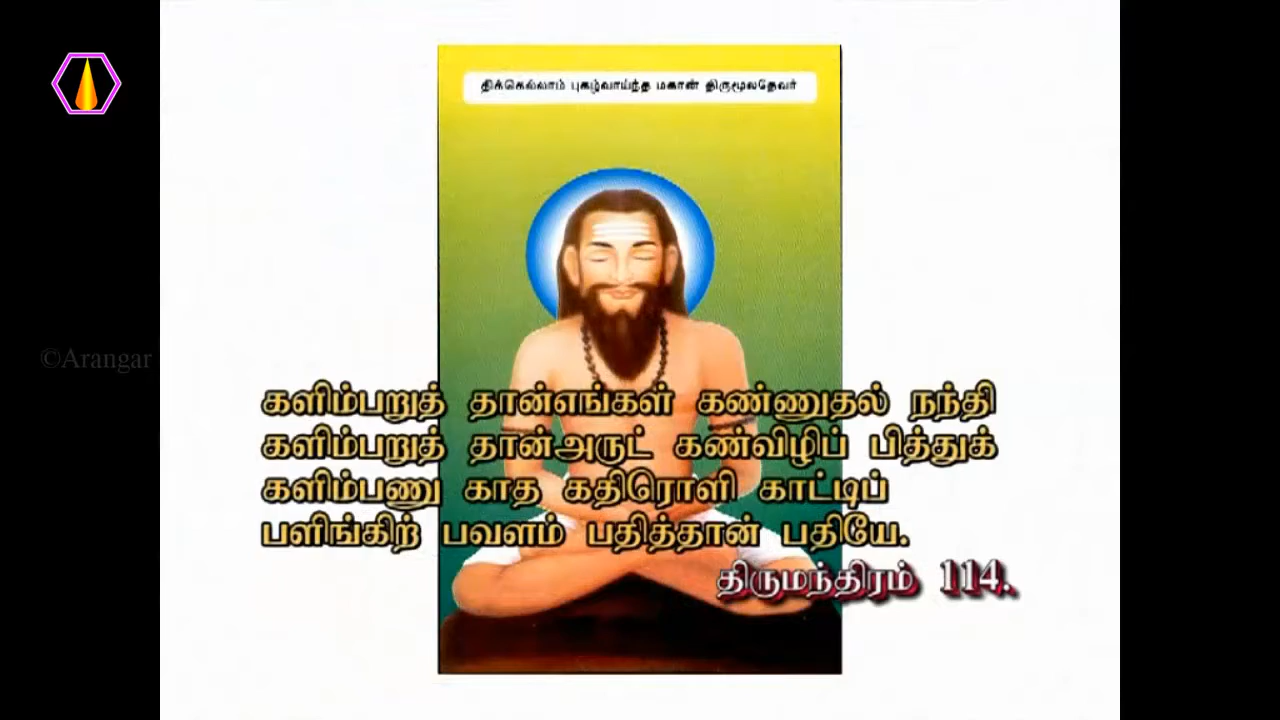 திக்கெல்லாம் புகழ்வாய்ந்த மகான் திருமூலதேவர்
©Arangar
களிம்பறுத் தான்எங்கள் கண்ணுதல் நந்தி
களிம்பறுத் தான்அருட் கண்விழிப் பித்துக்
களிம்பணு காத கதிரொளி காட்டிப்
பளிங்கிற் பவளம் பதித்தான் பதியே.
திருமந்திரம் 114.